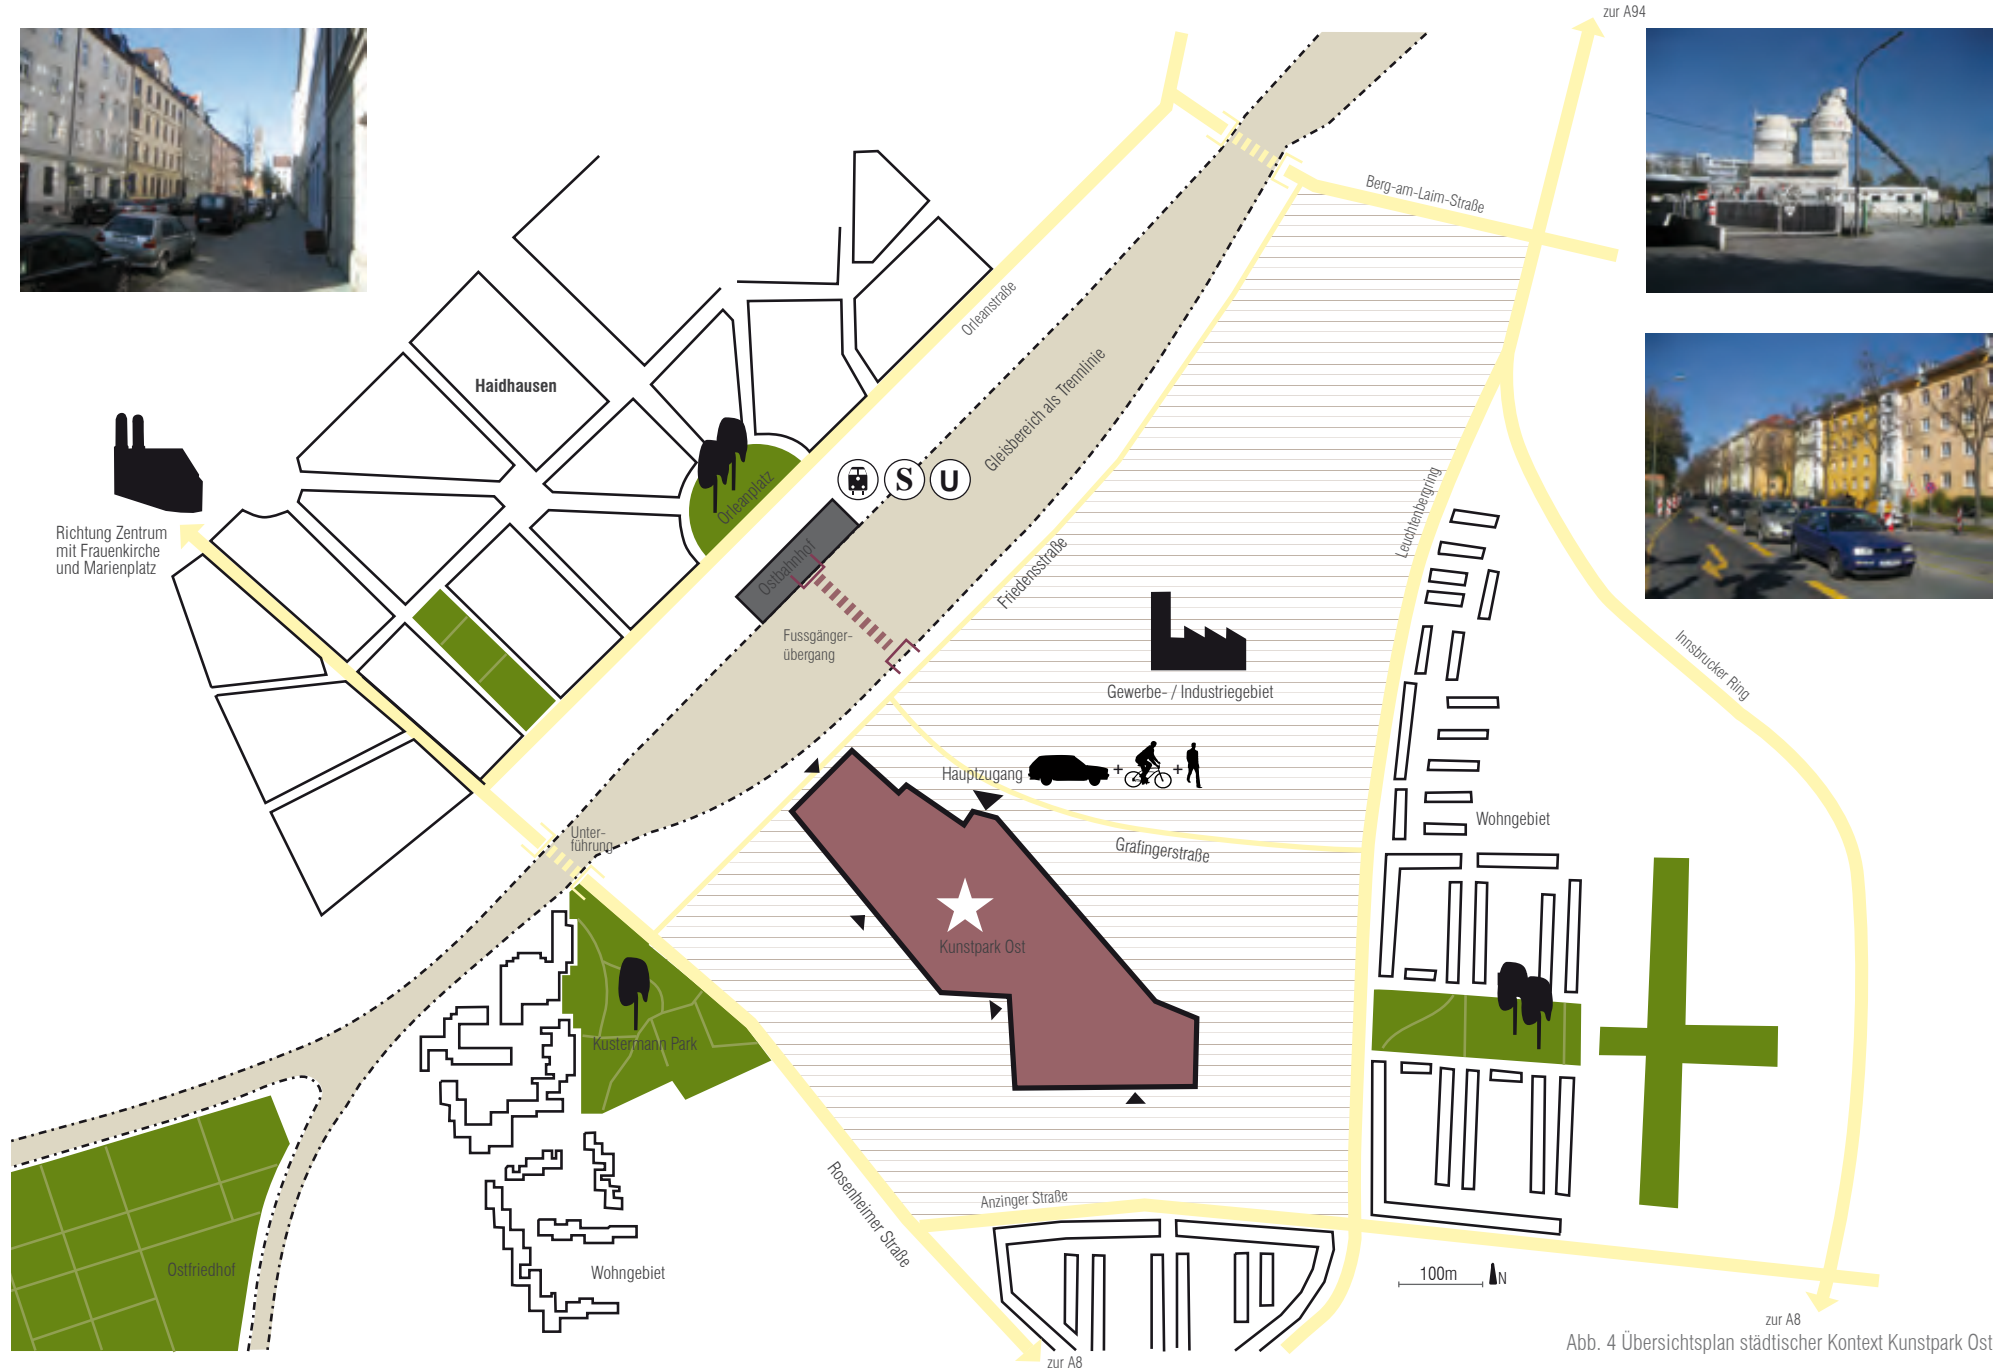 zur A94
Berg-am-Laim-Straße
Orleanstraße
Gleisbereich als Trennlinie
Haidhausen
S
U
Orleanplatz
Leuchtenbergring
Richtung Zentrum
mit Frauenkirche
und Marienplatz
Ostbahnhof
Friedensstraße
Fussgänger-
übergang
Innsbrucker Ring
Gewerbe- / Industriegebiet
Hauptzugang
+
+
Unter-
führung
Wohngebiet
Grafingerstraße
Kunstpark Ost
Kustermann Park
Rosenheimer Straße
Anzinger Straße
Ostfriedhof
Wohngebiet
100m
N
zur A8
Abb. 4 Übersichtsplan städtischer Kontext Kunstpark Ost
zur A8